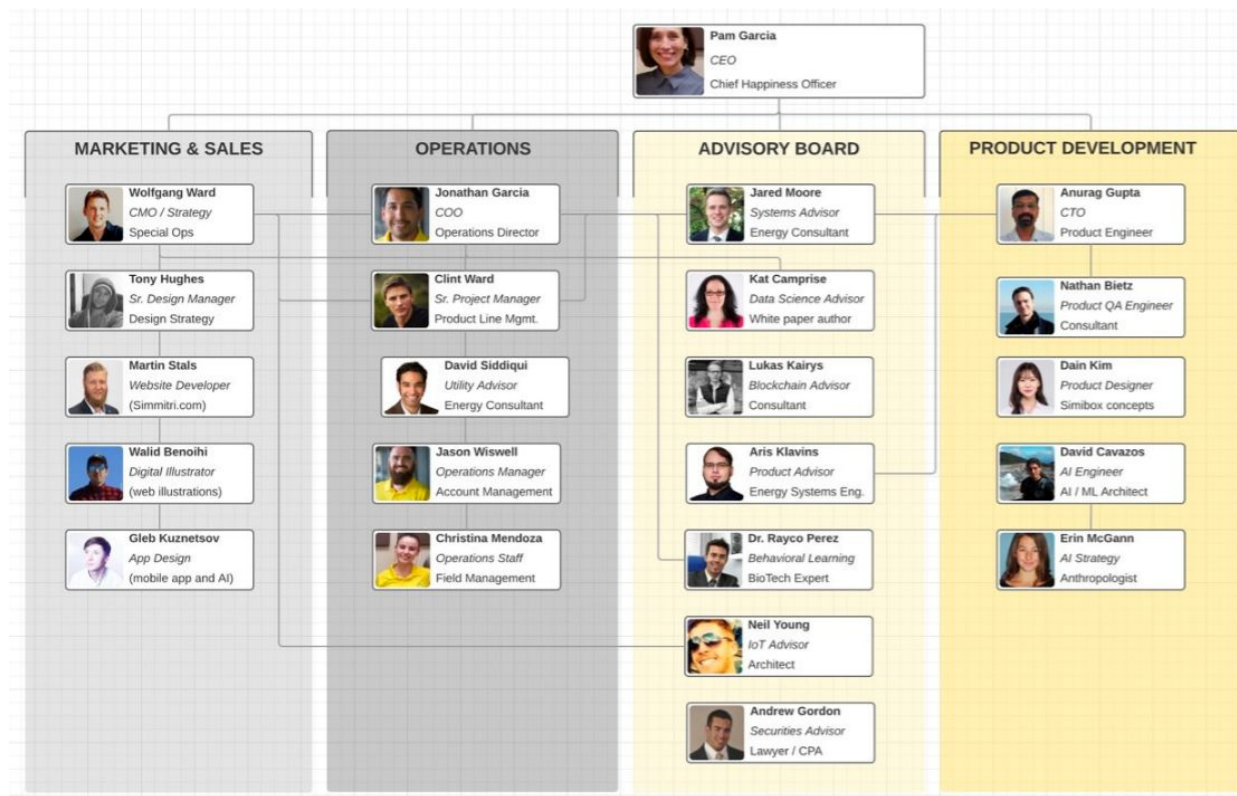 Pam Garcia
CEO
Chief Happiness Officer
MARKETING & SALES
Wolfgang Ward
CMO / Strategy
Special Ops
Tony Hughes
Sr. Design Manager
Design Strategy
Martin Stals
Website Developer
(Simmitri.com)
Walid Benoihi
Digital Illustrator
(web illustrations)
Gleb Kuznetsov
App Design
(mobile app and AI)
OPERATIONS
Jonathan Garcia
COO
Operations Director
Clint Ward
Sr. Project Manager
Product Line Mgmt.
David Siddiqui
Utility Advisor
Energy Consultant
Jason Wiswell
Operations Manager
Account Management
Christina Mendoza
Operations Staff
Field Management
ADVISORY BOARD
Jared Moore
Systems Advisor
Energy Consultant
Kat Camprise
Data Science Advisor
White paper author
Lukas Kairys
Blockchain Advisor
Consultant
Aris Klavins
Product Advisor
Energy Systems Eng.
Dr. Rayco Perez
Behavioral Learning
BioTech Expert
Neil Young
IoT Advisor
Architect
Andrew Gordon
Securities Advisor
Lawyer / CPA
PRODUCT DEVELOPMENT
Anurag Gupta
CTO
Product Engineer
Nathan Bietz
Product QA Engineer
Consultant
Dain Kim
Product Designer
Simibox concepts
David Cavazos
AI Engineer
AI / ML Architect
Erin McGann
AI Strategy
Anthropologist